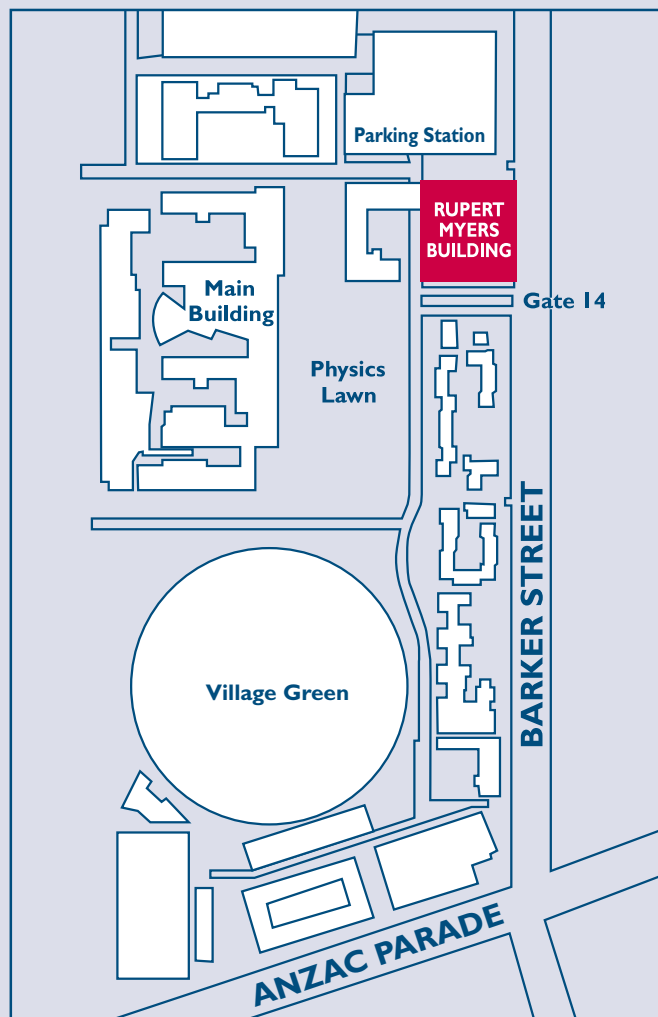 Parking Station
RUPERT
MYERS
BUILDING
Gate 14
Main
Building
Physics
Lawn
BARKER STREET
Village Green
ANZAC PARADE